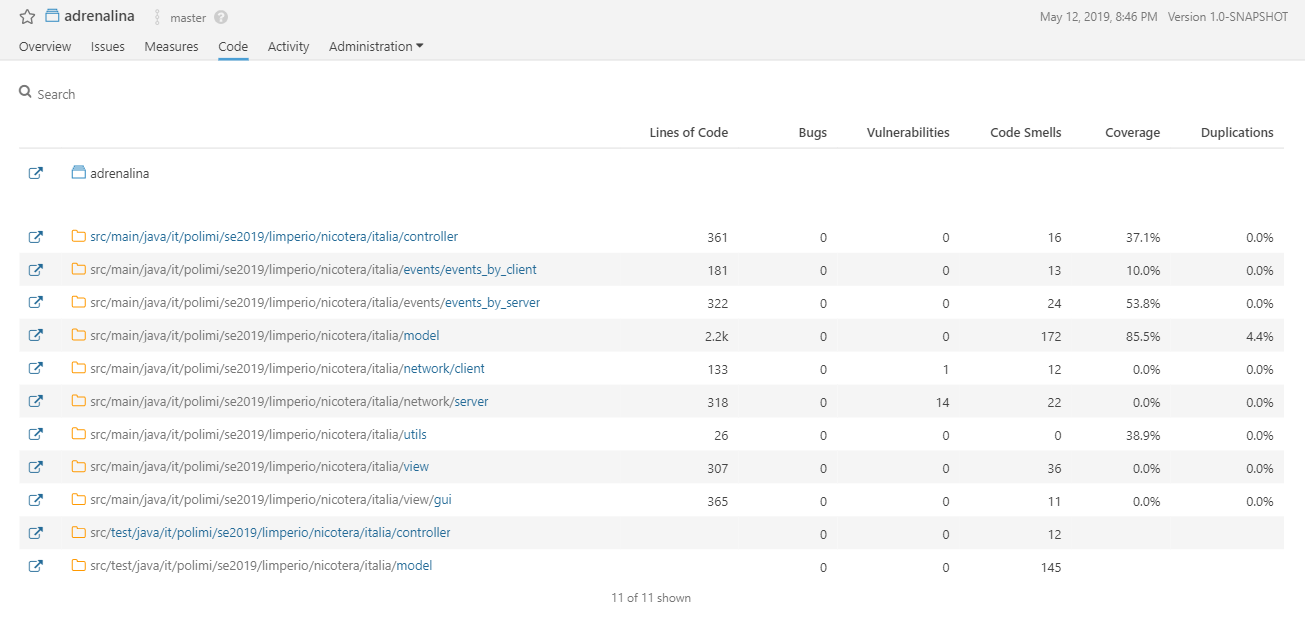 adrenalina master ? May 12, 2019, 8:46 PM Version 1.0-SNAPSHOT
Overview Issues Measures Code Activity Administration
Search
Lines of Code Bugs Vulnerabilities Code Smells Coverage Duplications
adrenalina
src/main/java/it/polimi/se2019/limperio/nicotera/italia/controller 361 0 0 16 37.1% 0.0%
src/main/java/it/polimi/se2019/limperio/nicotera/italia/events/events_by_client 181 0 0 13 10.0% 0.0%
src/main/java/it/polimi/se2019/limperio/nicotera/italia/events/events_by_server 322 0 0 24 53.8% 0.0%
src/main/java/it/polimi/se2019/limperio/nicotera/italia/model 2.2k 0 0 172 85.5% 4.4%
src/main/java/it/polimi/se2019/limperio/nicotera/italia/network/client 133 0 1 12 0.0% 0.0%
src/main/java/it/polimi/se2019/limperio/nicotera/italia/network/server 318 0 14 22 0.0% 0.0%
src/main/java/it/polimi/se2019/limperio/nicotera/italia/utils 26 0 0 0 38.9% 0.0%
src/main/java/it/polimi/se2019/limperio/nicotera/italia/view 307 0 0 36 0.0% 0.0%
src/main/java/it/polimi/se2019/limperio/nicotera/italia/view/gui 365 0 0 11 0.0% 0.0%
src/test/java/it/polimi/se2019/limperio/nicotera/italia/controller 0 0 12
src/test/java/it/polimi/se2019/limperio/nicotera/italia/model 0 0 145
11 of 11 shown